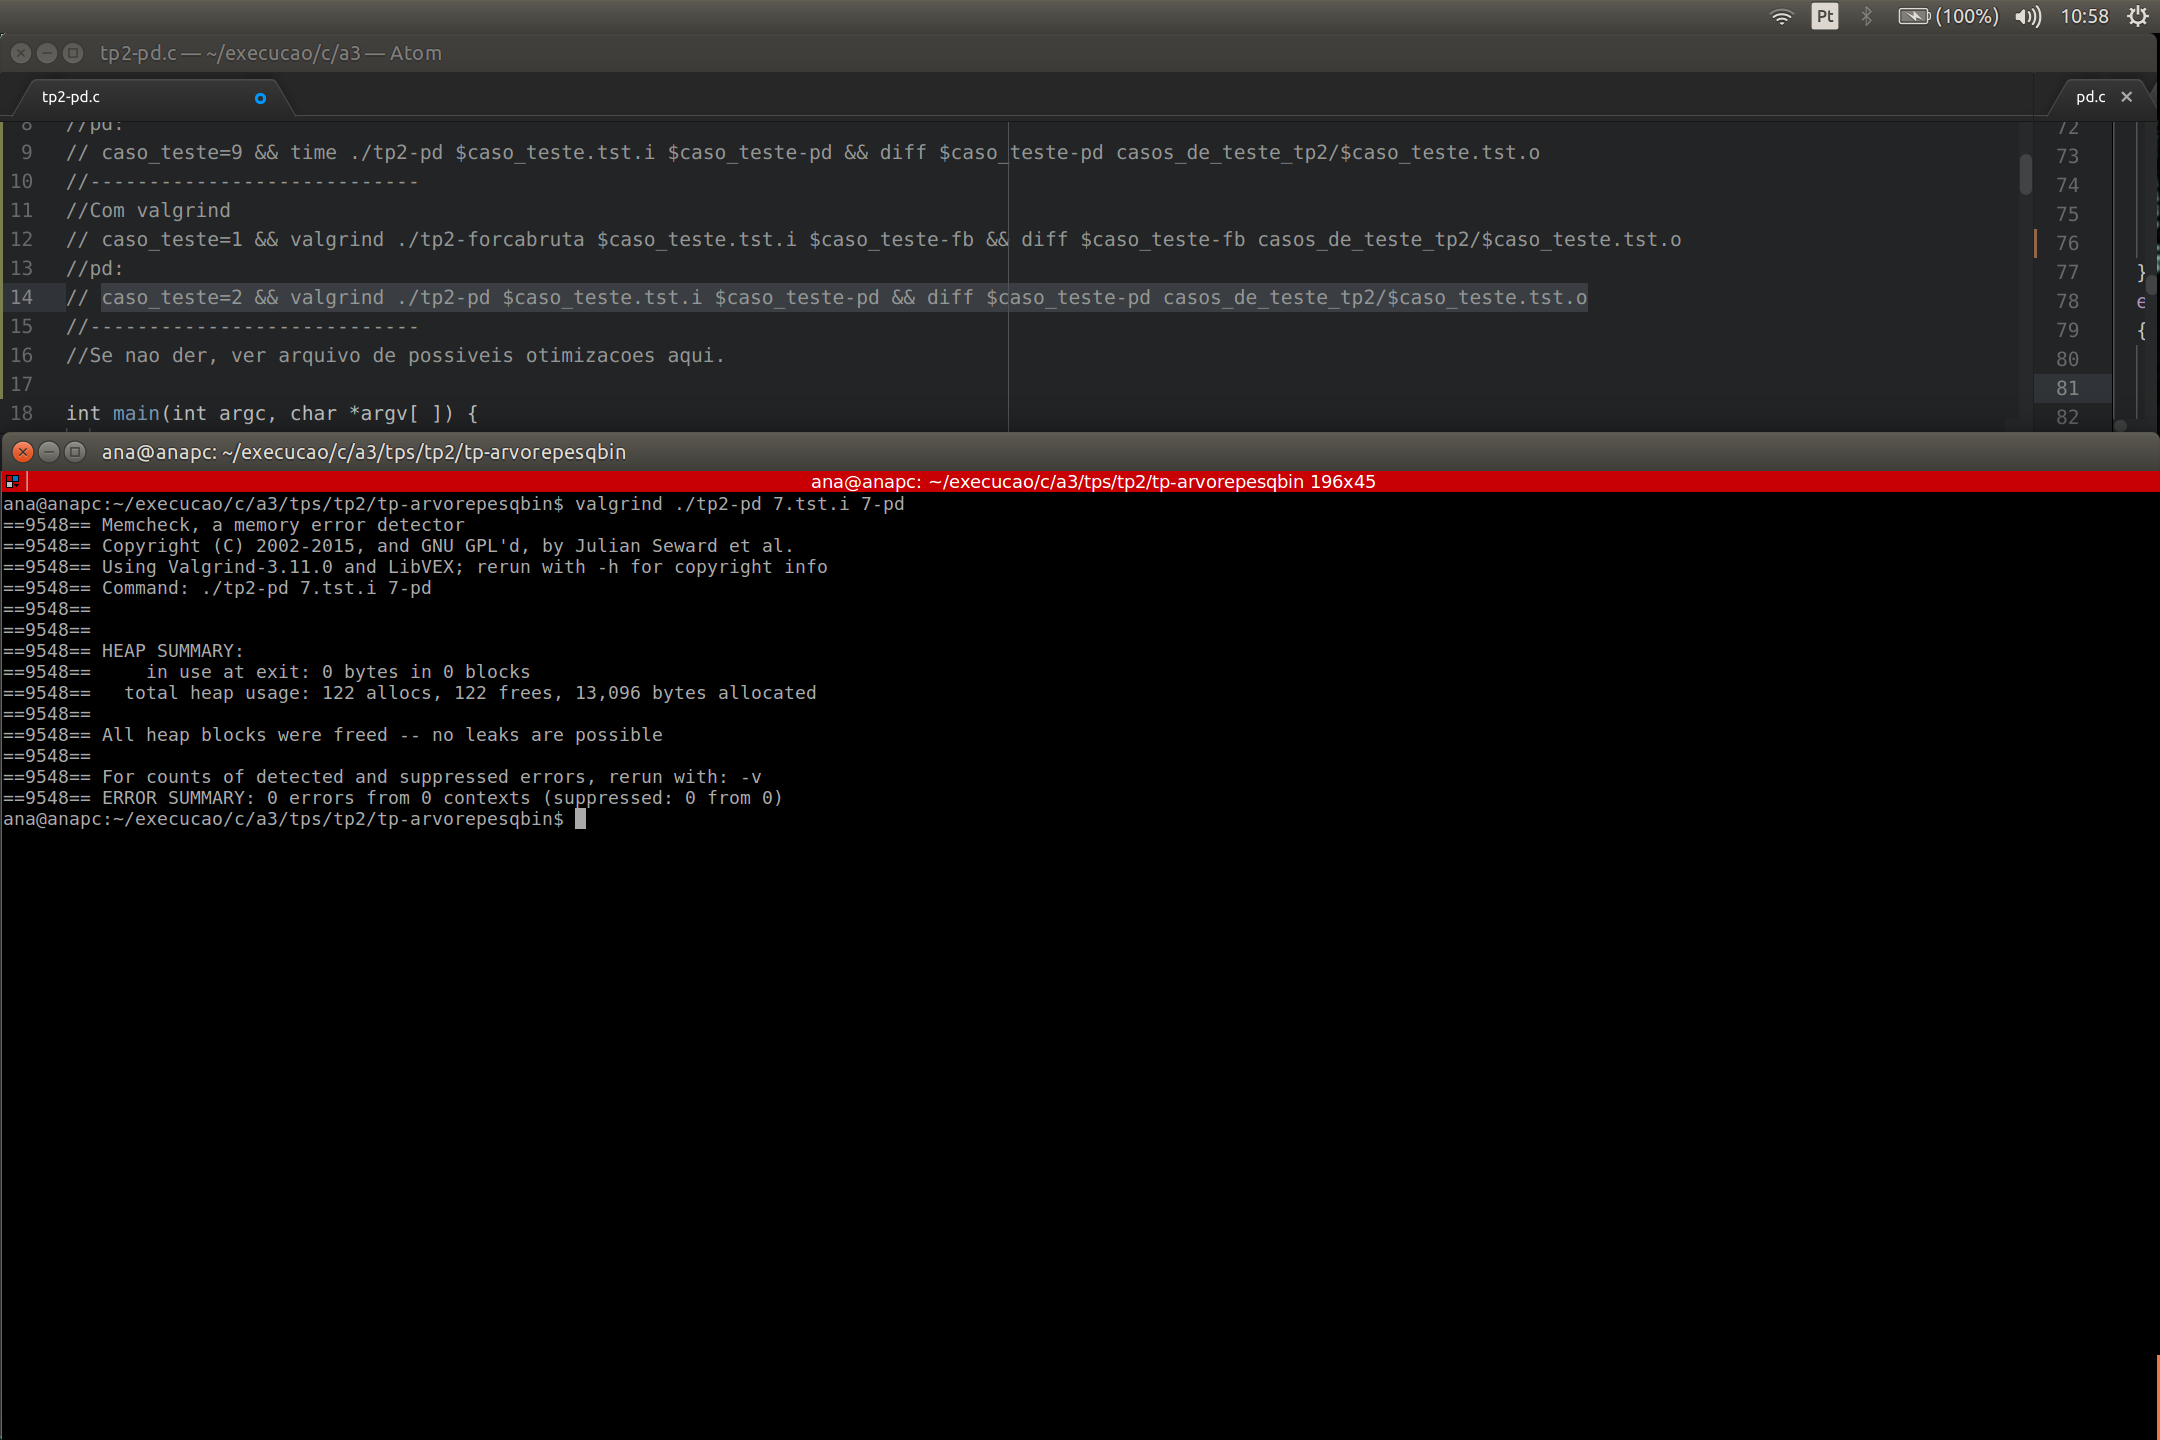 Pt (100%) 10:58
tp2-pd.c — ~/execucao/c/a3 — Atom
tp2-pd.c
pd.c
8 //pd:
9 // caso_teste=9 && time ./tp2-pd $caso_teste.tst.i $caso_teste-pd && diff $caso_teste-pd casos_de_teste_tp2/$caso_teste.tst.o
10 //----------------------------
11 //Com valgrind
12 // caso_teste=1 && valgrind ./tp2-forcabruta $caso_teste.tst.i $caso_teste-fb && diff $caso_teste-fb casos_de_teste_tp2/$caso_teste.tst.o
13 //pd:
14 // caso_teste=2 && valgrind ./tp2-pd $caso_teste.tst.i $caso_teste-pd && diff $caso_teste-pd casos_de_teste_tp2/$caso_teste.tst.o
15 //----------------------------
16 //Se nao der, ver arquivo de possiveis otimizacoes aqui.
17
18 int main(int argc, char *argv[ ]) {
72
73
74
75
76
77 }
78 e
79 {
80
81
82
ana@anapc: ~/execucao/c/a3/tps/tp2/tp-arvorepesqbin
ana@anapc: ~/execucao/c/a3/tps/tp2/tp-arvorepesqbin 196x45
ana@anapc:~/execucao/c/a3/tps/tp2/tp-arvorepesqbin$ valgrind ./tp2-pd 7.tst.i 7-pd
==9548== Memcheck, a memory error detector
==9548== Copyright (C) 2002-2015, and GNU GPL'd, by Julian Seward et al.
==9548== Using Valgrind-3.11.0 and LibVEX; rerun with -h for copyright info
==9548== Command: ./tp2-pd 7.tst.i 7-pd
==9548==
==9548==
==9548== HEAP SUMMARY:
==9548==     in use at exit: 0 bytes in 0 blocks
==9548==   total heap usage: 122 allocs, 122 frees, 13,096 bytes allocated
==9548==
==9548== All heap blocks were freed -- no leaks are possible
==9548==
==9548== For counts of detected and suppressed errors, rerun with: -v
==9548== ERROR SUMMARY: 0 errors from 0 contexts (suppressed: 0 from 0)
ana@anapc:~/execucao/c/a3/tps/tp2/tp-arvorepesqbin$